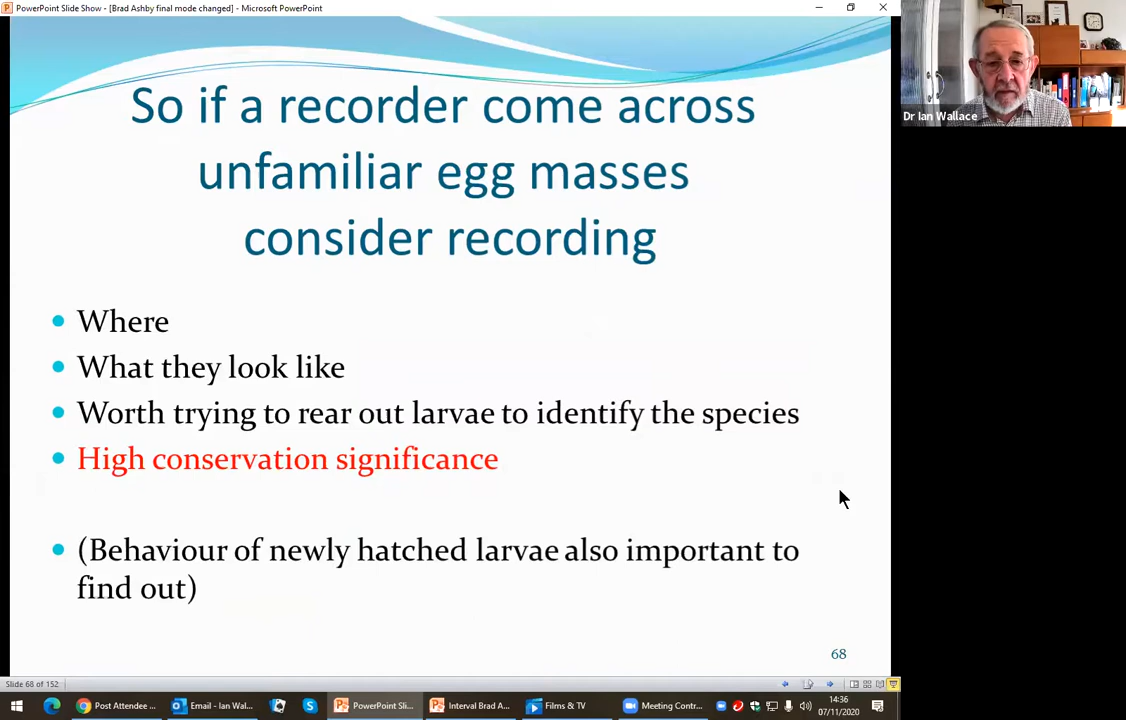 PowerPoint Slide Show - [Brad Ashby final mode changed] - Microsoft PowerPoint
So if a recorder come across
unfamiliar egg masses
consider recording
Where
What they look like
Worth trying to rear out larvae to identify the species
High conservation significance
(Behaviour of newly hatched larvae also important to
find out)
68
Dr Ian Wallace
Slide 68 of 152
Post Attendee ...
Email - Ian Wal...
PowerPoint Sli...
Interval Brad A...
Films & TV
Meeting Contr...
14:36
07/11/2020